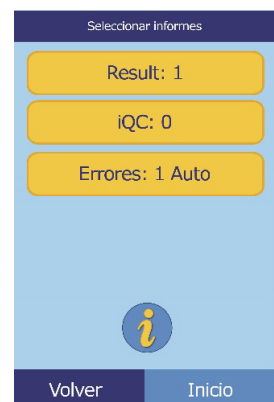 Seleccionar informes
Result: 1
iQC: 0
Errores: 1 Auto
i
Volver Inicio